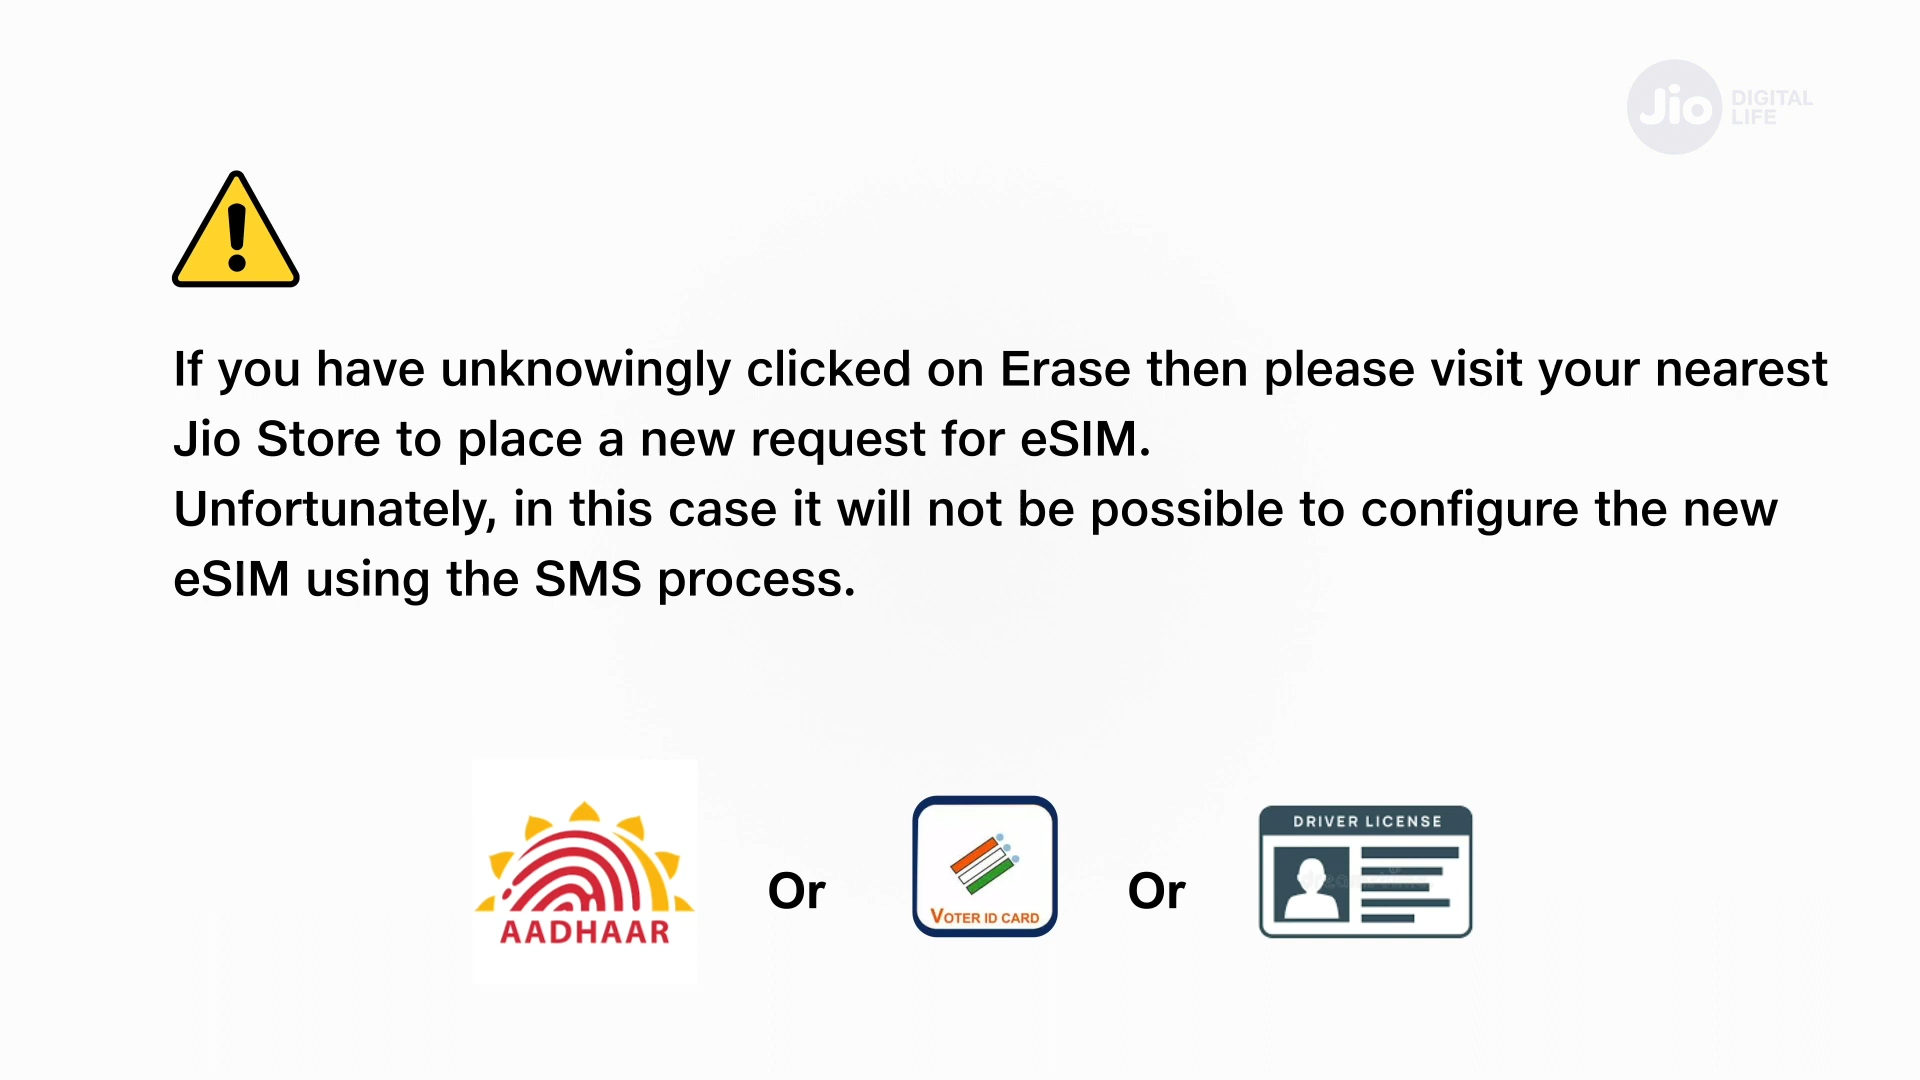 Jio DIGITAL
LIFE
If you have unknowingly clicked on Erase then please visit your nearest
Jio Store to place a new request for eSIM.
Unfortunately, in this case it will not be possible to configure the new
eSIM using the SMS process.
AADHAAR
Or
VOTER ID CARD
Or
DRIVER LICENSE